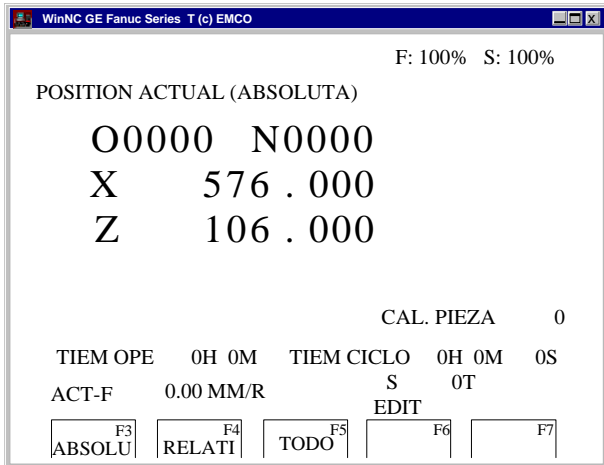 WinNC GE Fanuc Series T (c) EMCO
F: 100% S: 100%
POSITION ACTUAL (ABSOLUTA)
O0000 N0000
X 576.000
Z 106.000
CAL. PIEZA 0
TIEM OPE 0H 0M TIEM CICLO 0H 0M 0S
ACT-F 0.00 MM/R S 0T
EDIT
F3 F4 F5 F6 F7
ABSOLU RELATI TODO